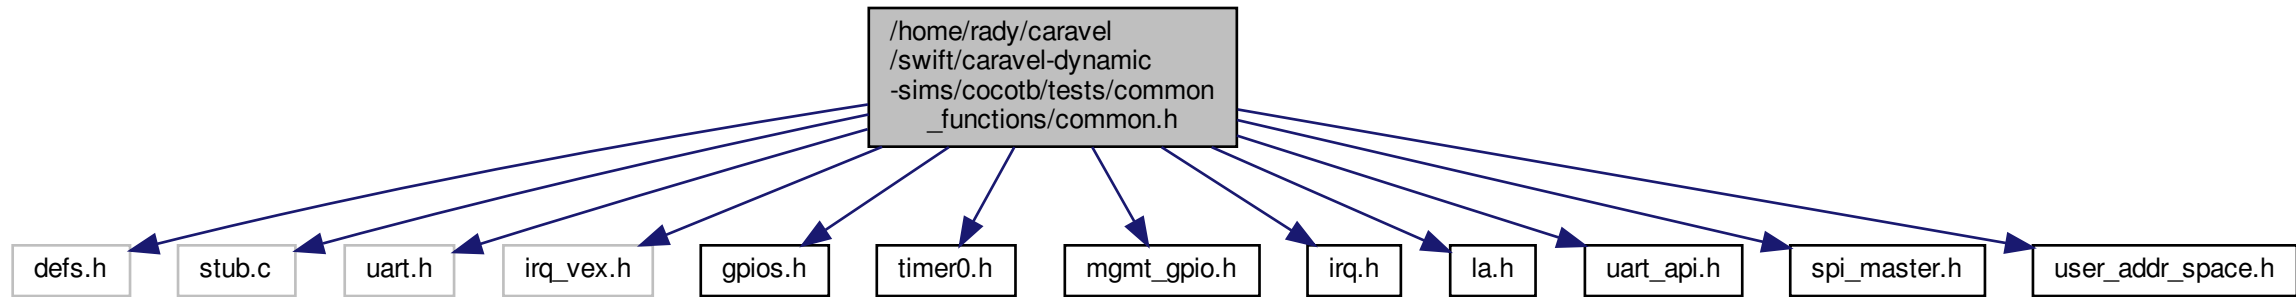 /home/rady/caravel
/swift/caravel-dynamic
-sims/cocotb/tests/common
_functions/common.h
defs.h
stub.c
uart.h
irq_vex.h
gpios.h
timer0.h
mgmt_gpio.h
irq.h
la.h
uart_api.h
spi_master.h
user_addr_space.h